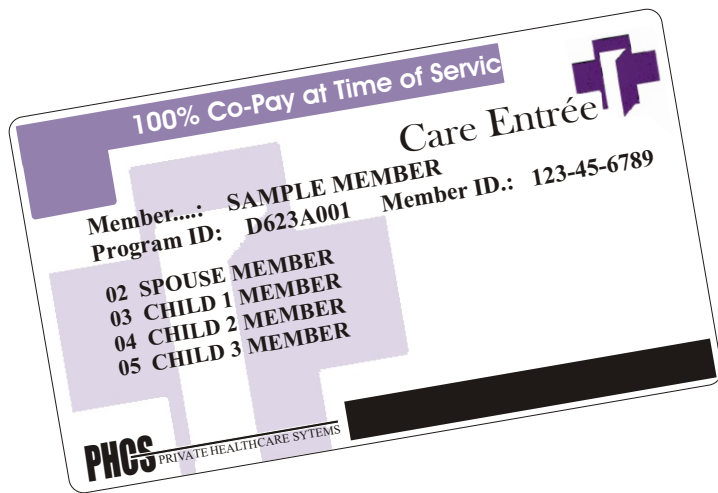 100% Co-Pay at Time of Servic
Care Entrée
Member....: SAMPLE MEMBER
Program ID: D623A001 Member ID.: 123-45-6789
02 SPOUSE MEMBER
03 CHILD 1 MEMBER
04 CHILD 2 MEMBER
05 CHILD 3 MEMBER
PHCS PRIVATE HEALTHCARE SYTEMS